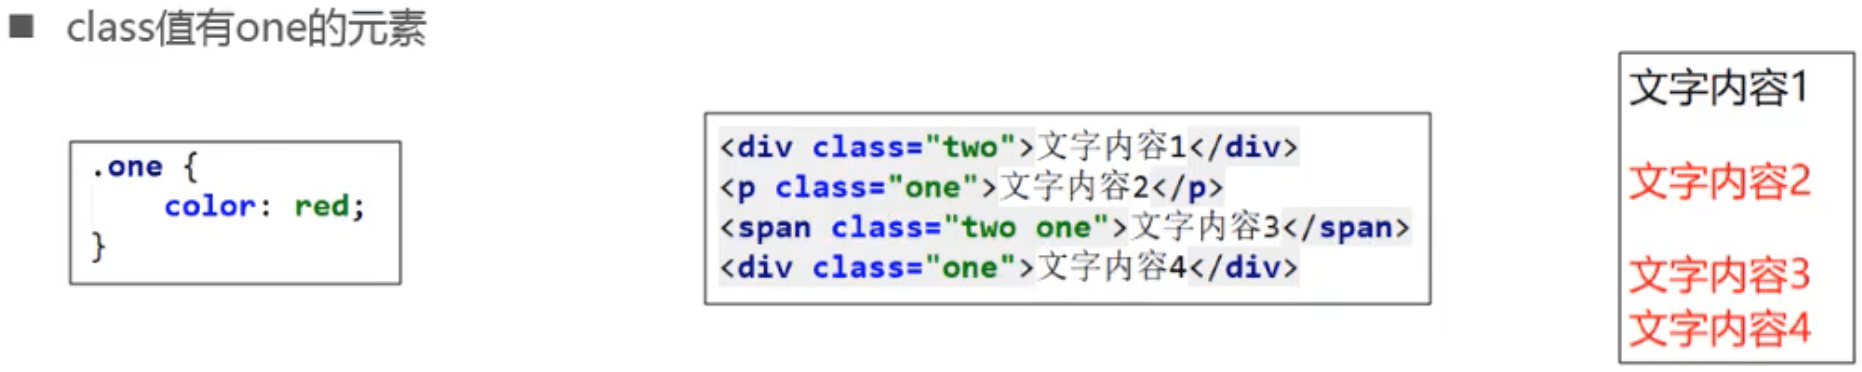 ■ class值有one的元素
.one {
color: red;
}
<div class="two">文字内容1</div>
<p class="one">文字内容2</p>
<span class="two one">文字内容3</span>
<div class="one">文字内容4</div>
文字内容1
文字内容2
文字内容3
文字内容4